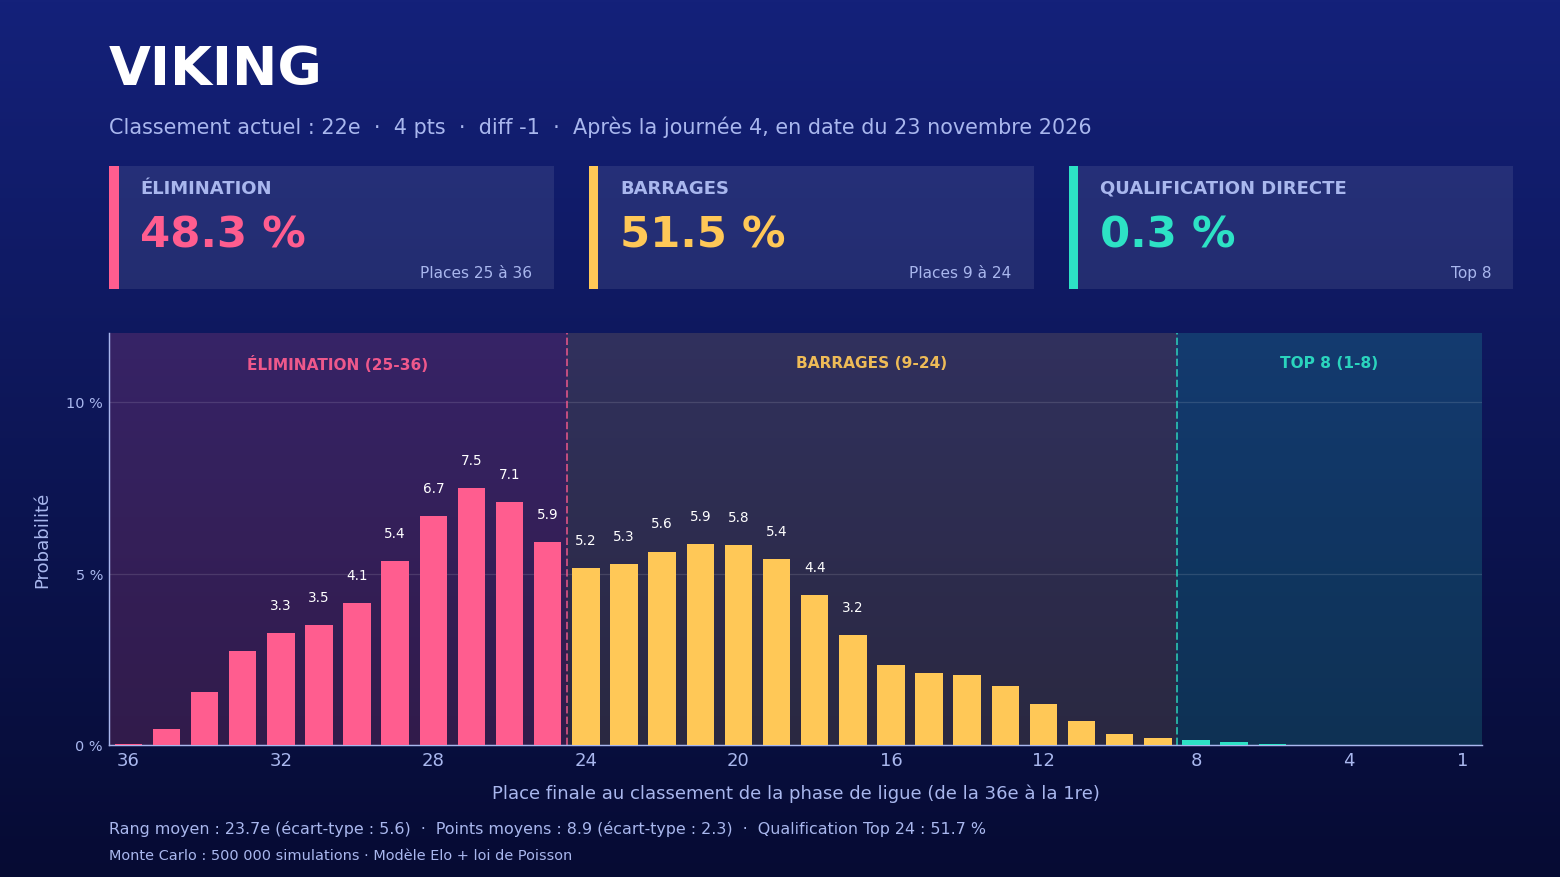 VIKING
Classement actuel : 22e · 4 pts · diff -1 · Après la journée 4, en date du 23 novembre 2026
ÉLIMINATION
48.3 %
Places 25 à 36
BARRAGES
51.5 %
Places 9 à 24
QUALIFICATION DIRECTE
0.3 %
Top 8
ÉLIMINATION (25-36)
BARRAGES (9-24)
TOP 8 (1-8)
Probabilité
10 %
5 %
0 %
3.3
3.5
4.1
5.4
6.7
7.5
7.1
5.9
5.2
5.3
5.6
5.9
5.8
5.4
4.4
3.2
36 32 28 24 20 16 12 8 4 1
Place finale au classement de la phase de ligue (de la 36e à la 1re)
Rang moyen : 23.7e (écart-type : 5.6) · Points moyens : 8.9 (écart-type : 2.3) · Qualification Top 24 : 51.7 %
Monte Carlo : 500 000 simulations · Modèle Elo + loi de Poisson